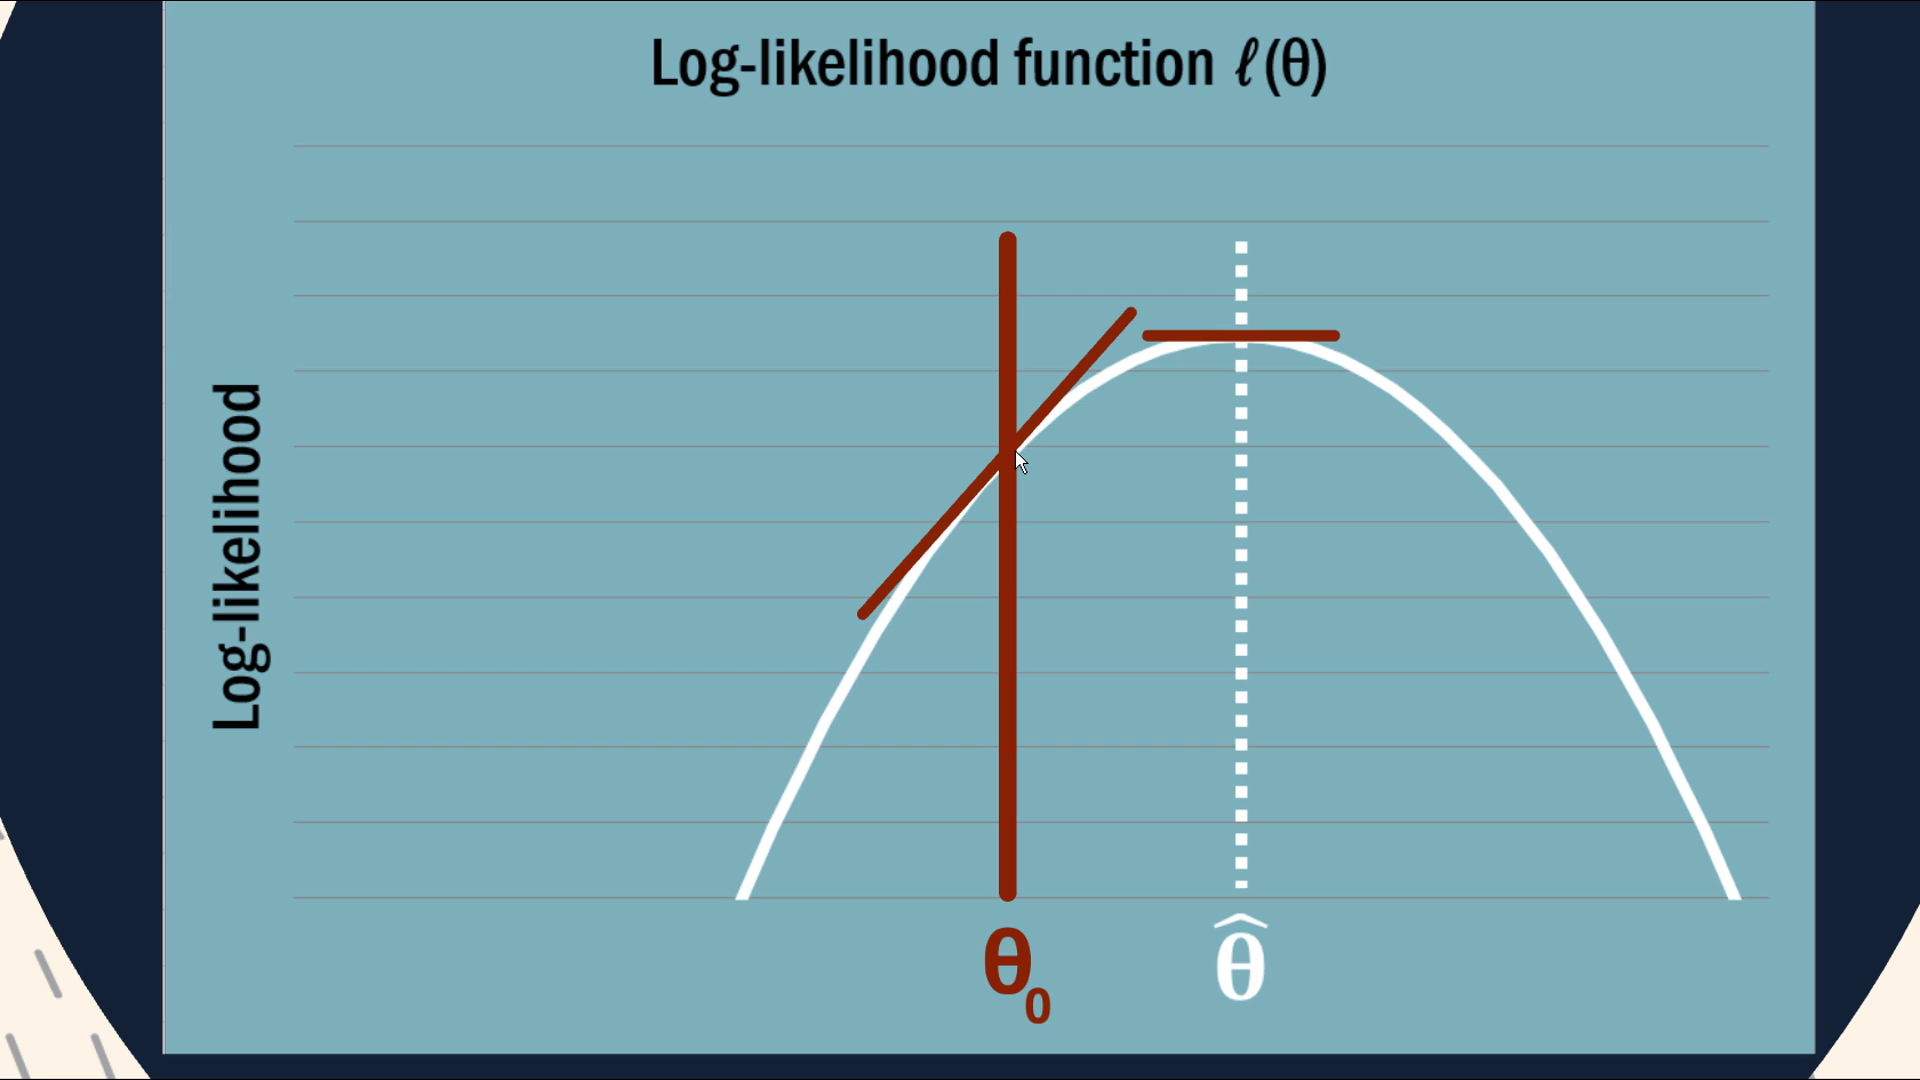 Log-likelihood function ℓ(θ)
Log-likelihood
θ₀
θ̂